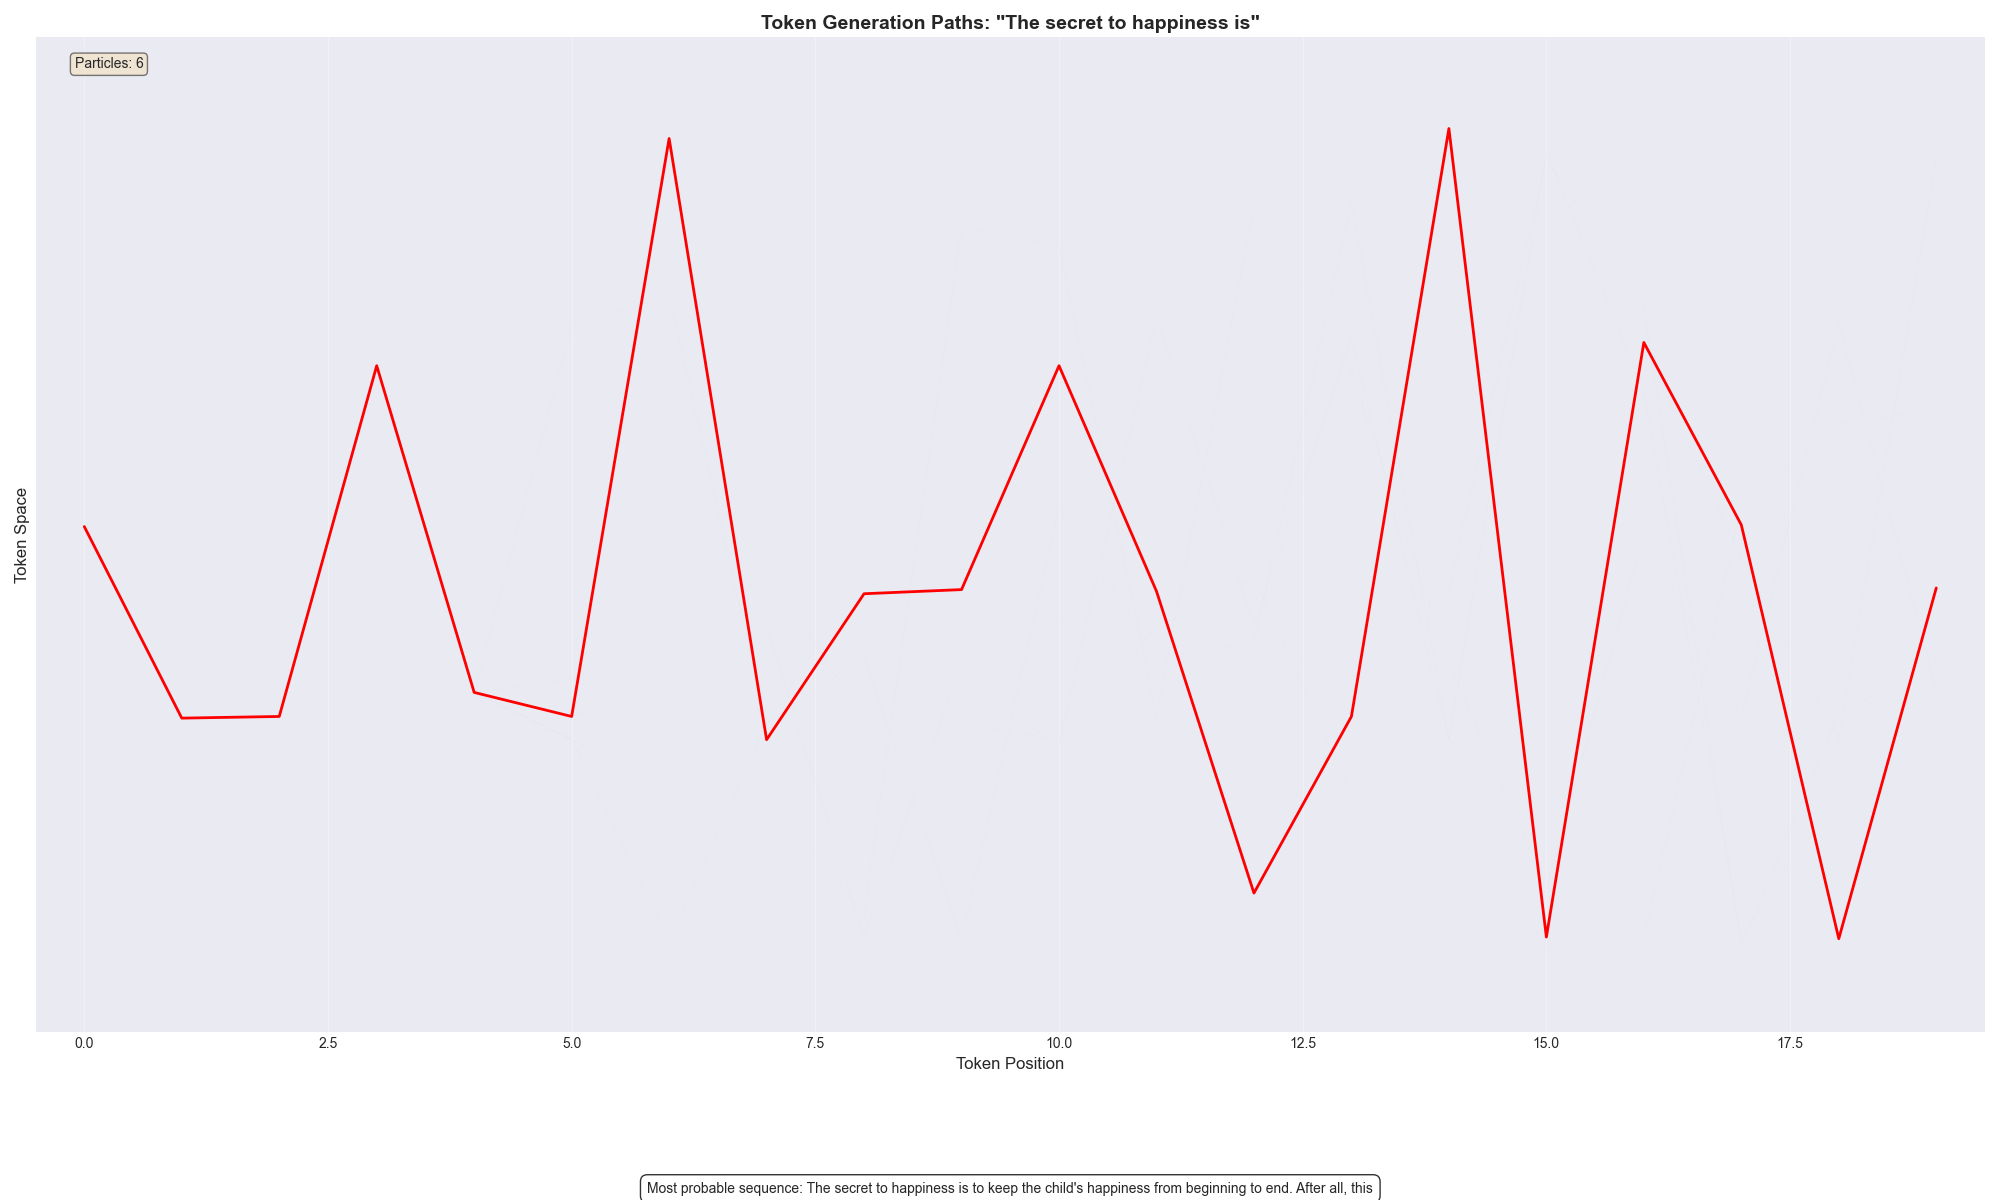 Token Generation Paths: "The secret to happiness is"
Particles: 6
Token Space
0.0 2.5 5.0 7.5 10.0 12.5 15.0 17.5
Token Position
Most probable sequence: The secret to happiness is to keep the child's happiness from beginning to end. After all, this